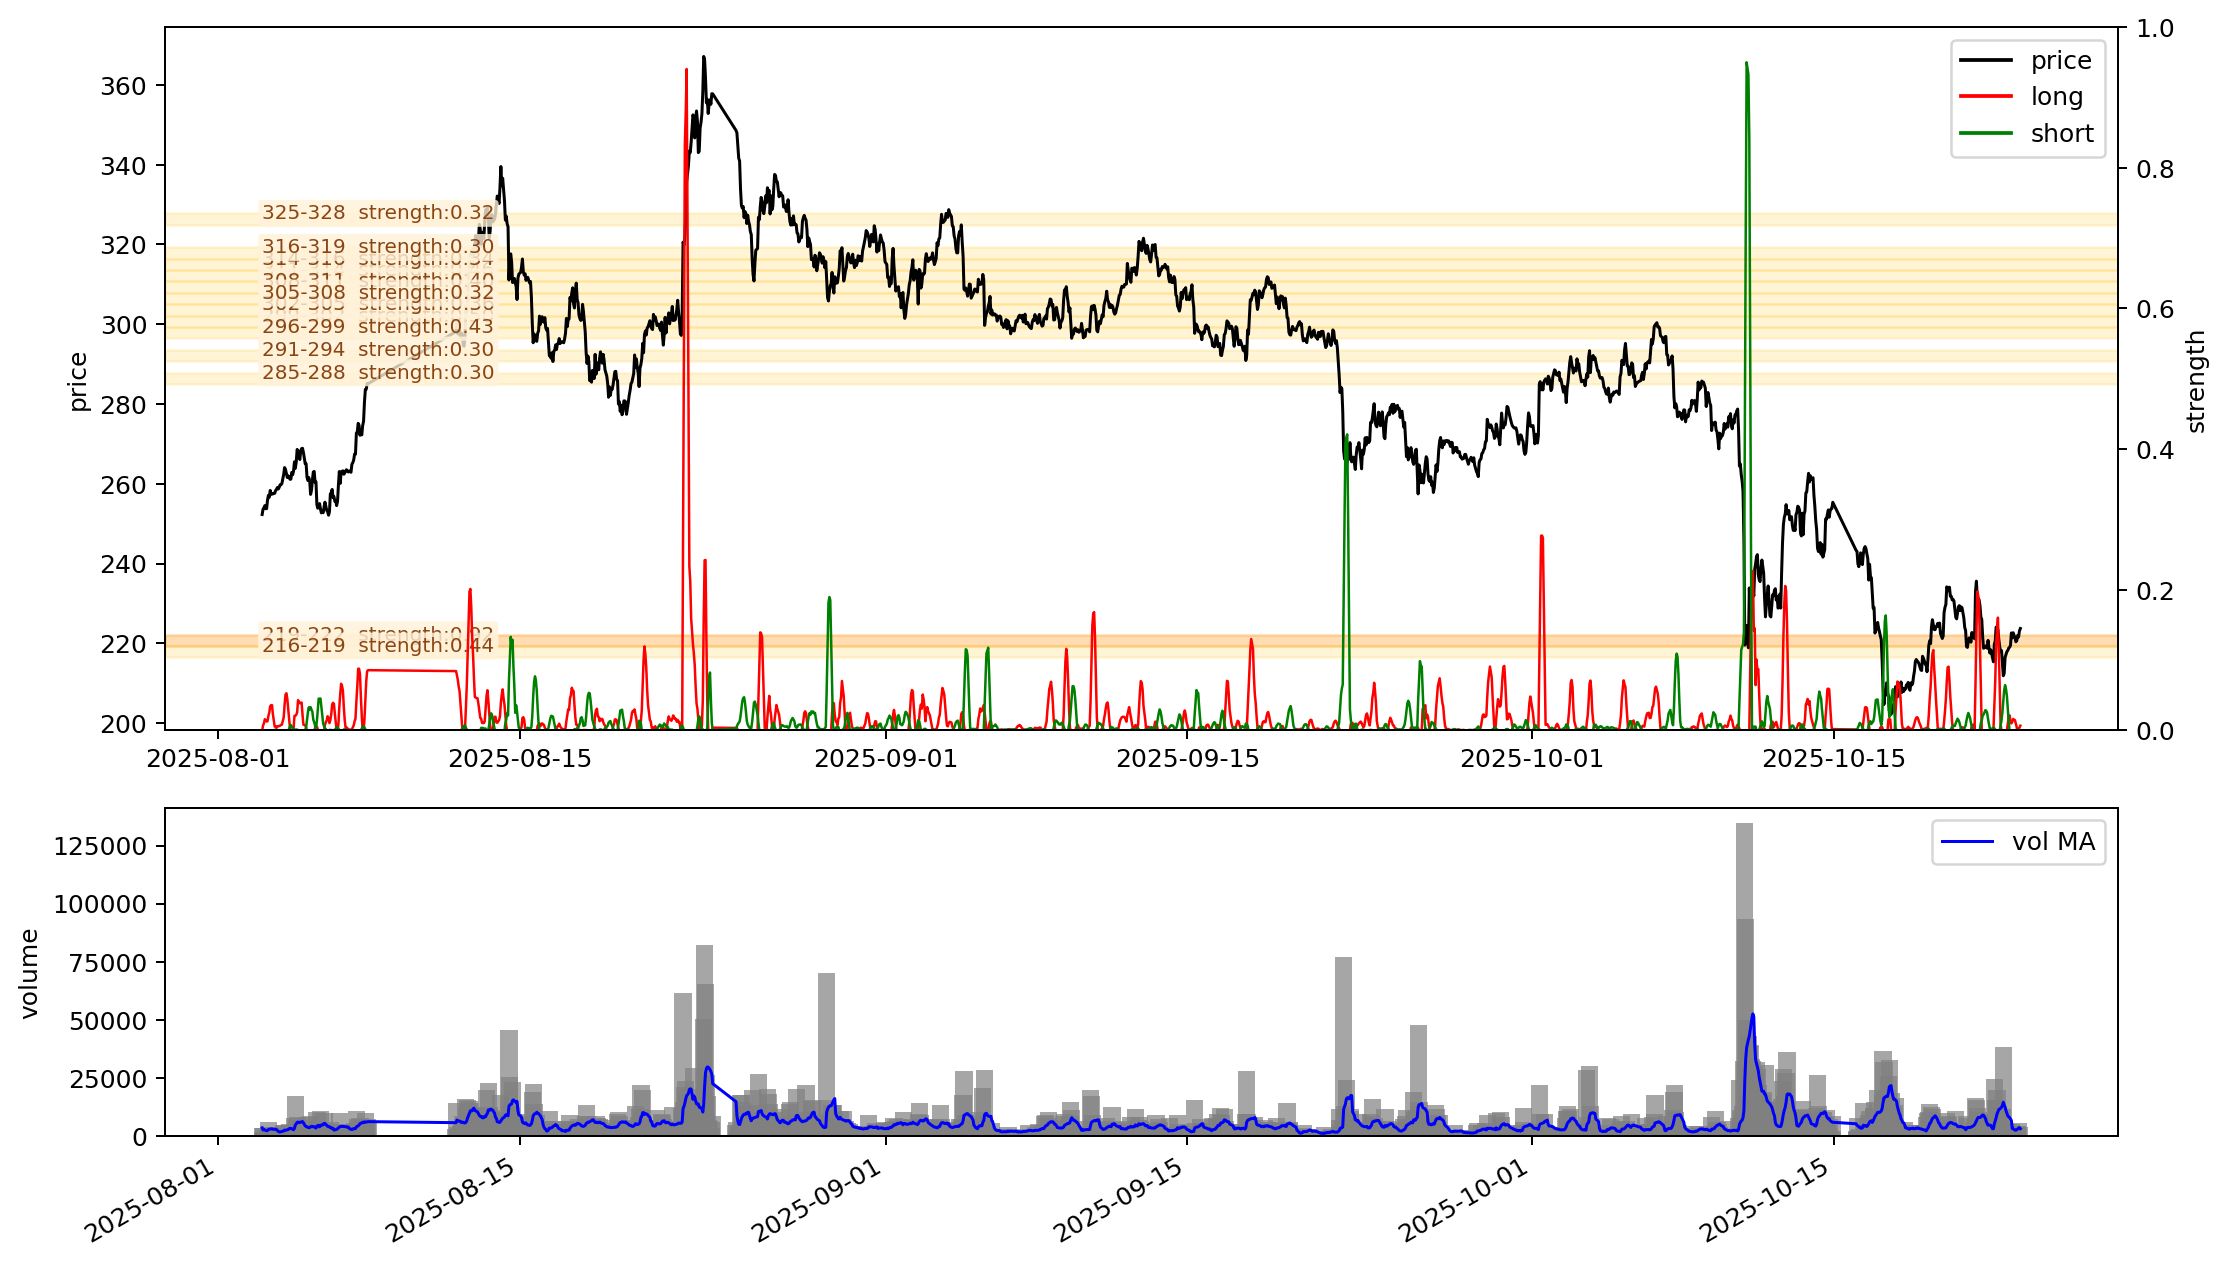 360
340
320
300
280
260
240
220
200
price
1.0
0.8
0.6
0.4
0.2
0.0
strength
price
long
short
325-328 strength:0.32
316-319 strength:0.30
305-308 strength:0.32
296-299 strength:0.43
291-294 strength:0.30
285-288 strength:0.30
216-219 strength:0.44
2025-08-01
2025-08-15
2025-09-01
2025-09-15
2025-10-01
2025-10-15
vol MA
125000
100000
75000
50000
25000
0
volume
2025-08-01
2025-08-15
2025-09-01
2025-09-15
2025-10-01
2025-10-15